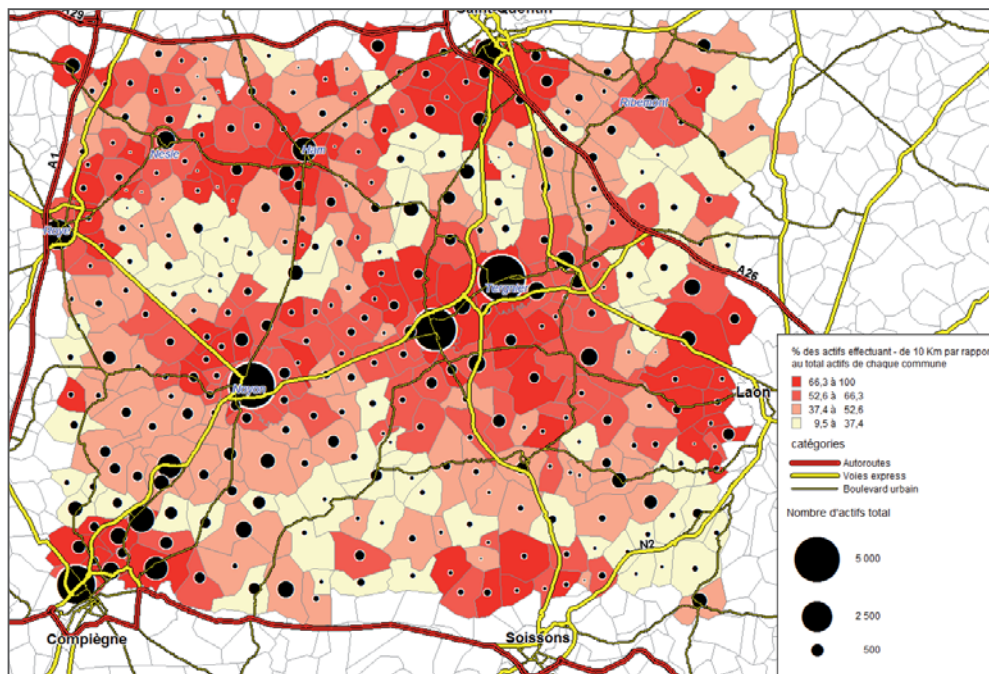 A29
Saint-Quentin
Ribemont
Nesle
Ham
A1
Roye
Tergnier
A26
Noyon
Laon
N2
Compiègne
Soissons
% des actifs effectuant - de 10 Km par rappor
au total actifs de chaque commune
66,3 à 100
52,6 à 66,3
37,4 à 52,6
9,5 à 37,4
catégories
Autoroutes
Voies express
Boulevard urbain
Nombre d'actifs total
5 000
2 500
500